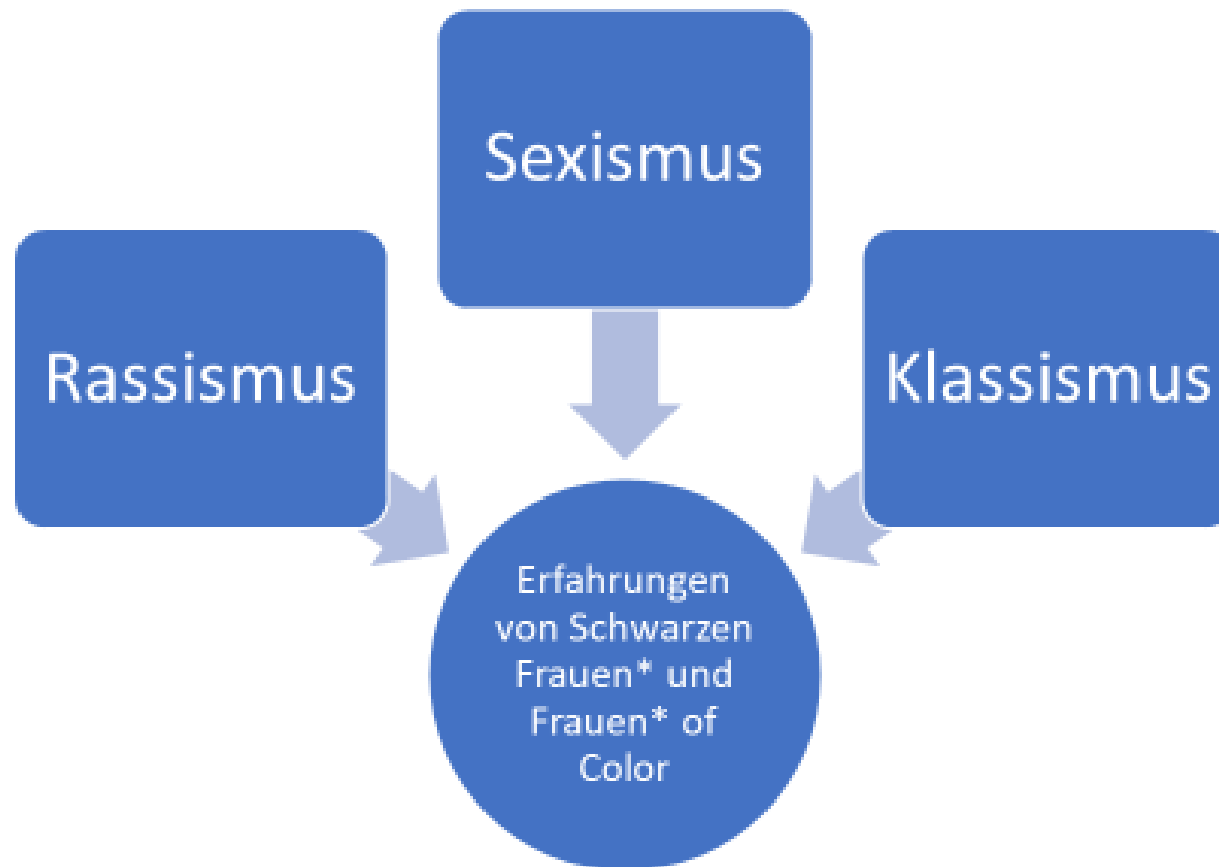 Sexismus
Rassismus
Klassismus
Erfahrungen
von Schwarzen
Frauen* und
Frauen* of
Color